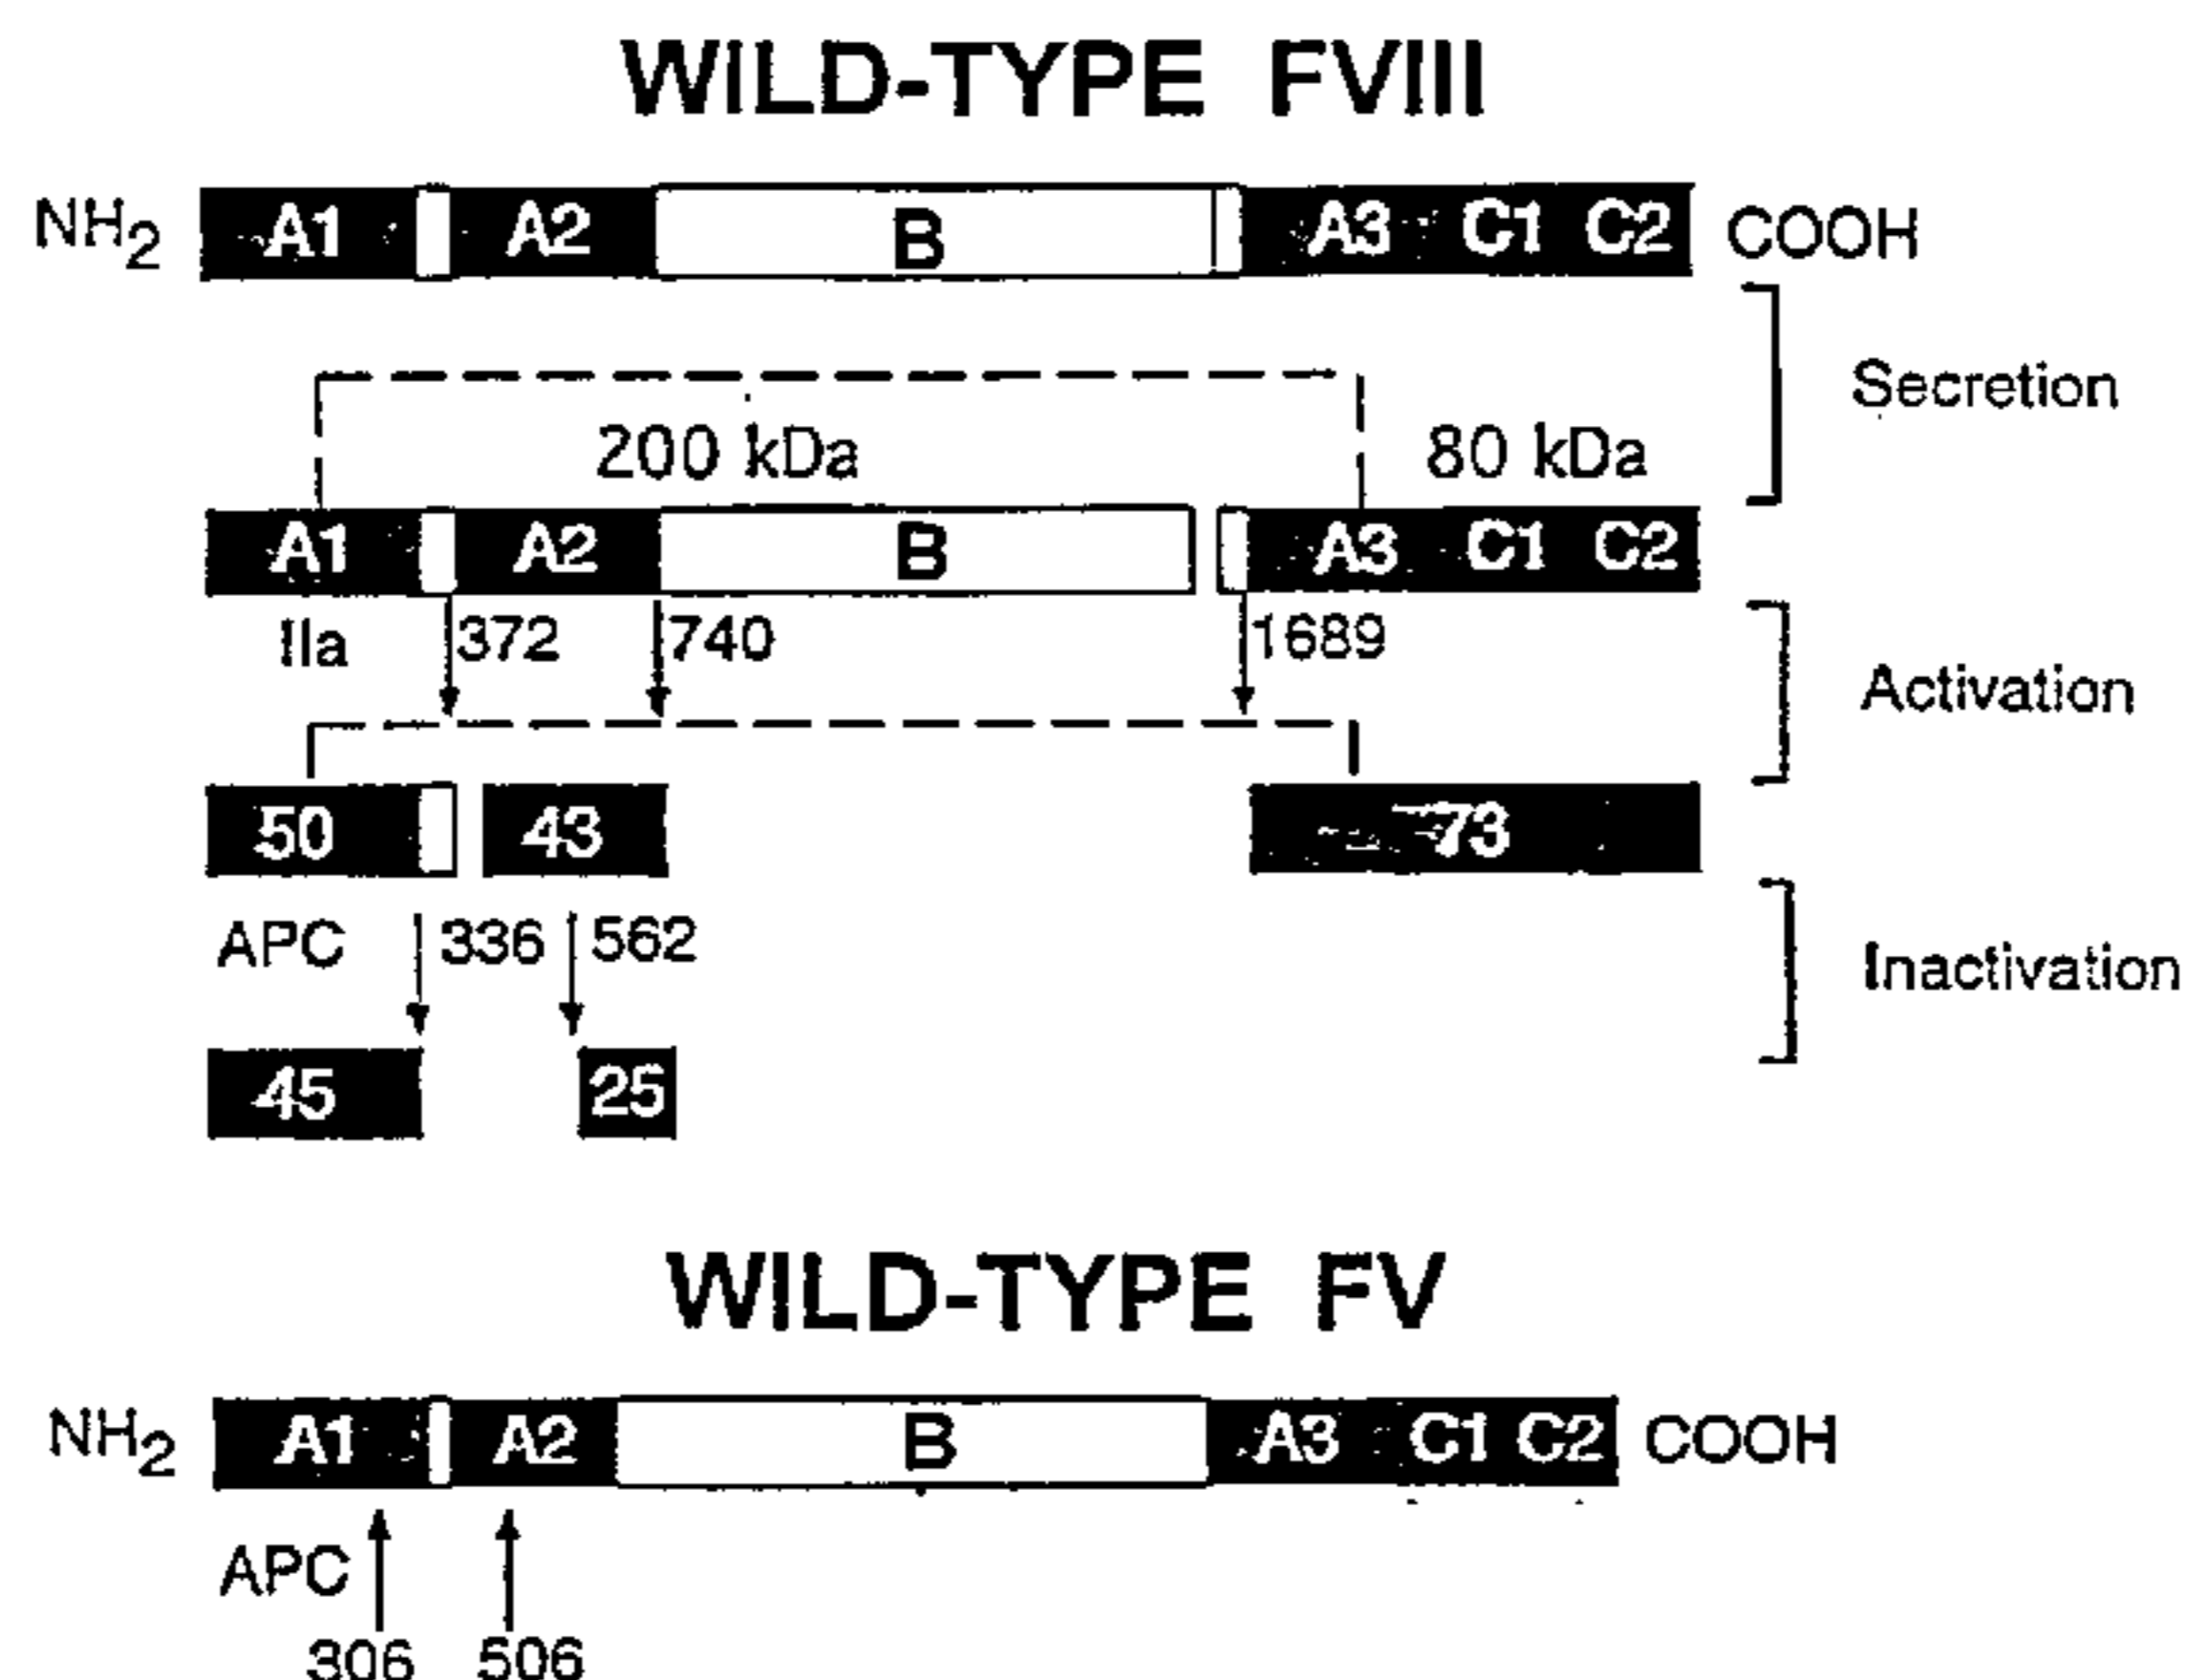 WILD-TYPE FVIII
NH2 A1 A2 B A3 C1 C2 COOH
Secretion
200 kDa 80 kDa
A1 A2 B A3 C1 C2
IIa 372 740 1689
Activation
50 43 73
APC 336 562
Inactivation
45 25
WILD-TYPE FV
NH2 A1 A2 B A3 C1 C2 COOH
APC
306 506